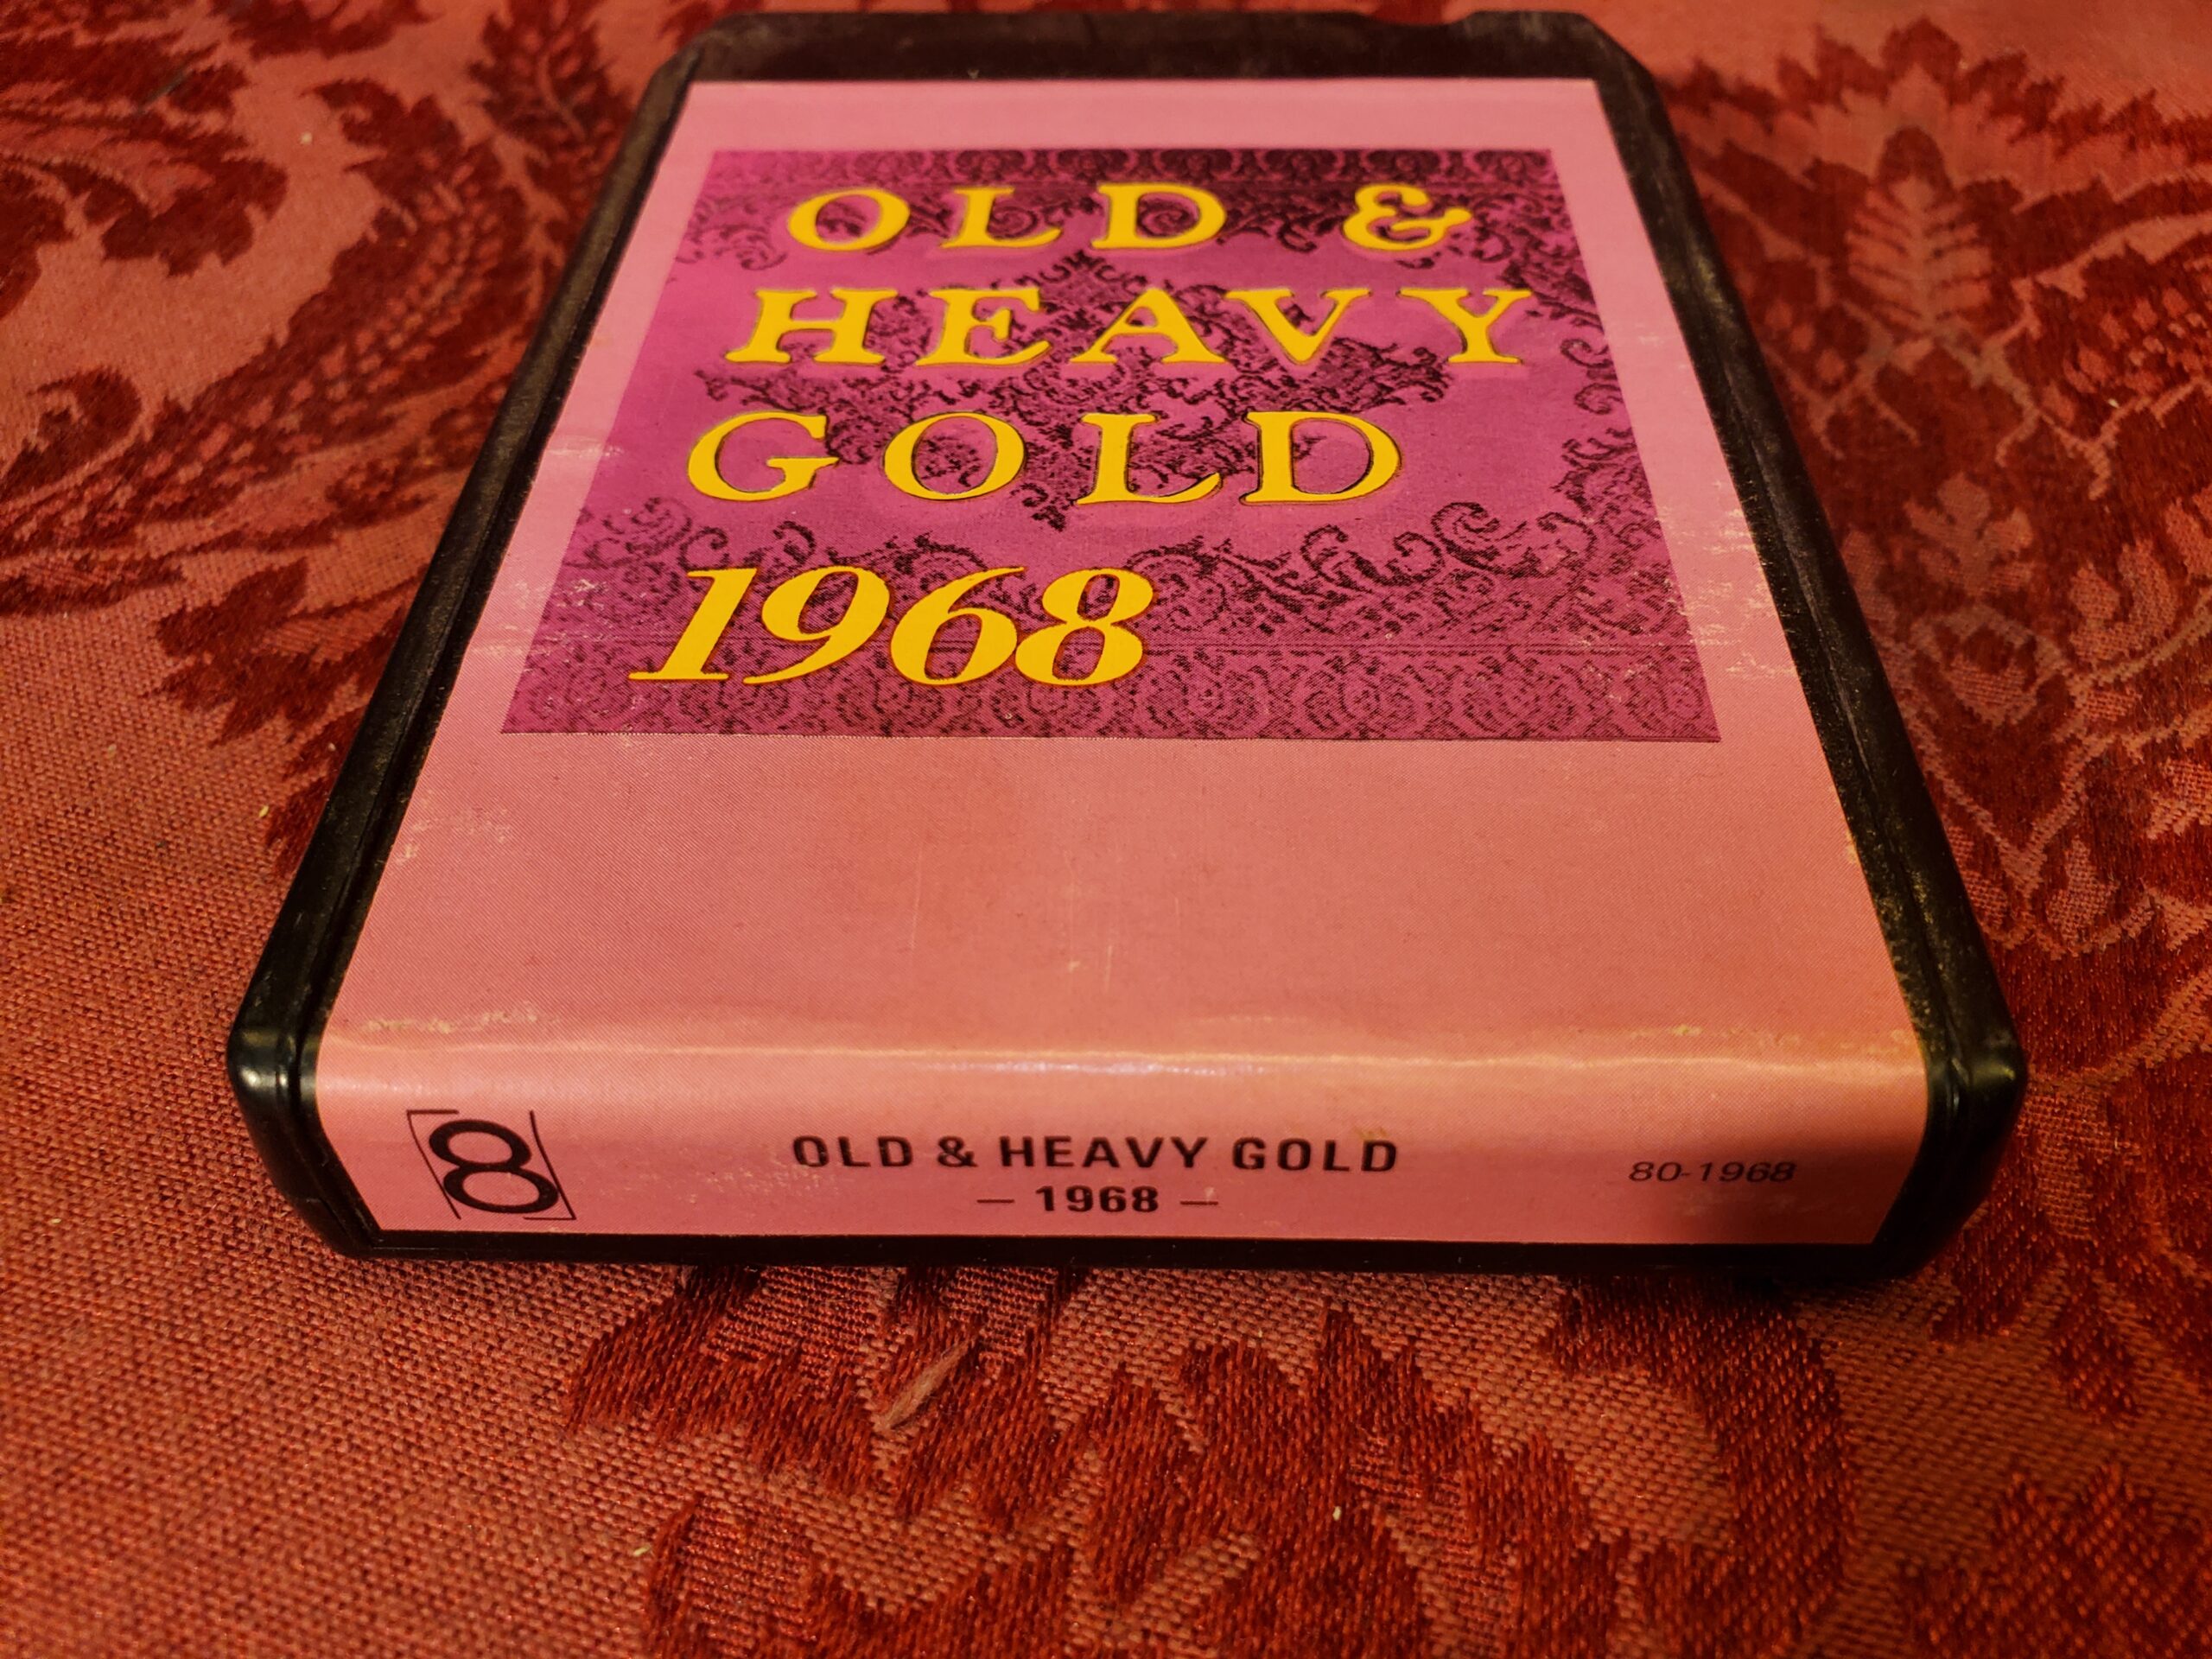 OLD &
HEAVY
GOLD
1968
8
OLD & HEAVY GOLD
— 1968 —
80-1968